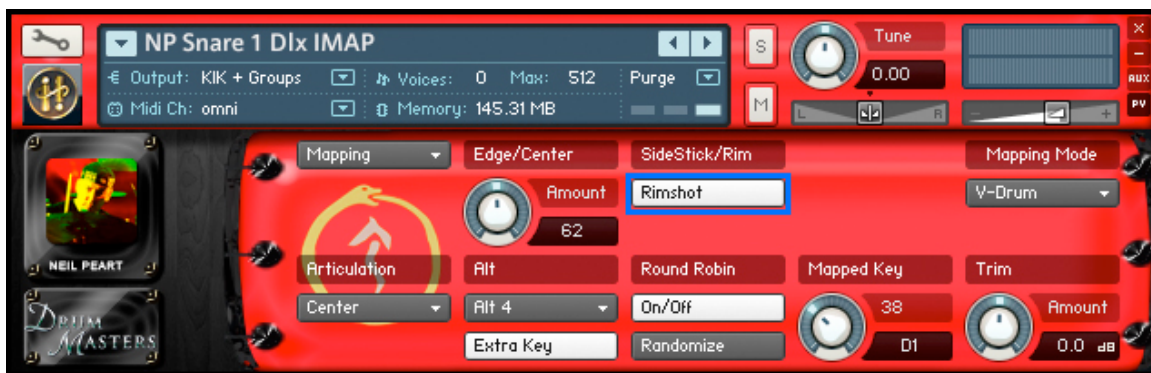 NP Snare 1 Dlx IMAP
S
Tune
Output: KIK + Groups
Voices: 0 Max: 512
Purge
0.00
AUX
Midi Ch: omni
Memory: 145.31 MB
M
L R
- +
PV
Mapping
Edge/Center
SideStick/Rim
Mapping Mode
Amount
Rimshot
V-Drum
62
NEIL PEART
Articulation
Alt
Round Robin
Mapped Key
Trim
Center
Alt 4
On/Off
38
Amount
DRUM
MASTERS
Extra Key
Randomize
D1
0.0 dB